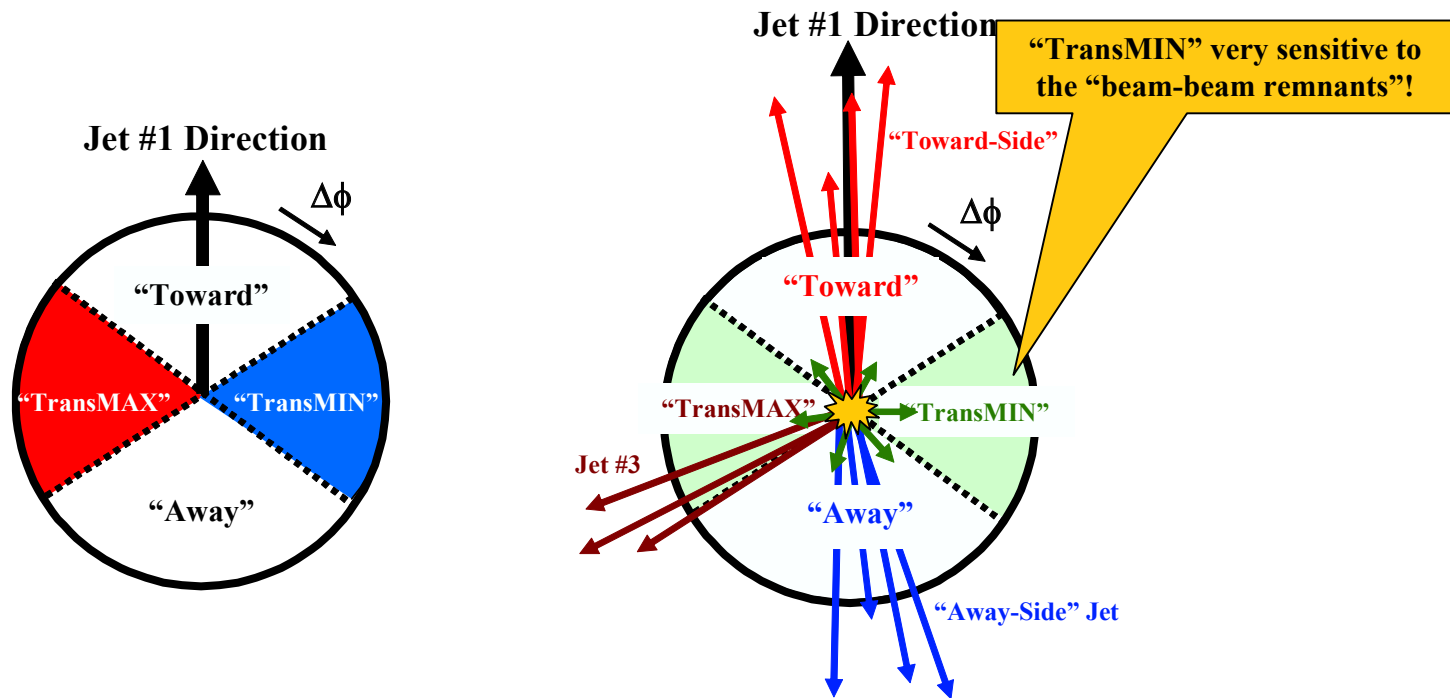 Jet #1 Direction
Δϕ
“Toward”
“TransMAX”
“TransMIN”
“Away”
Jet #1 Direction
“TransMIN” very sensitive to
the “beam-beam remnants”!
“Toward-Side”
Δϕ
“Toward”
“TransMAX”
“TransMIN”
Jet #3
“Away”
“Away-Side” Jet